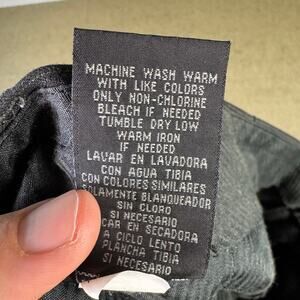 MACHINE WASH WARM
WITH LIKE COLORS
ONLY NON-CHLORINE
BLEACH IF NEEDED
TUMBLE DRY LOW
WARM IRON
IF NEEDED
LAVAR EN LAVADORA
CON AGUA TIBIA
CON COLORES SIMILARES
SOLAMENTE BLANQUEADOR
SIN CLORO
SI NECESARIO
CAR EN SECADORA
A CICLO LENTO
PLANCHA TIBIA
SI NECESARIO